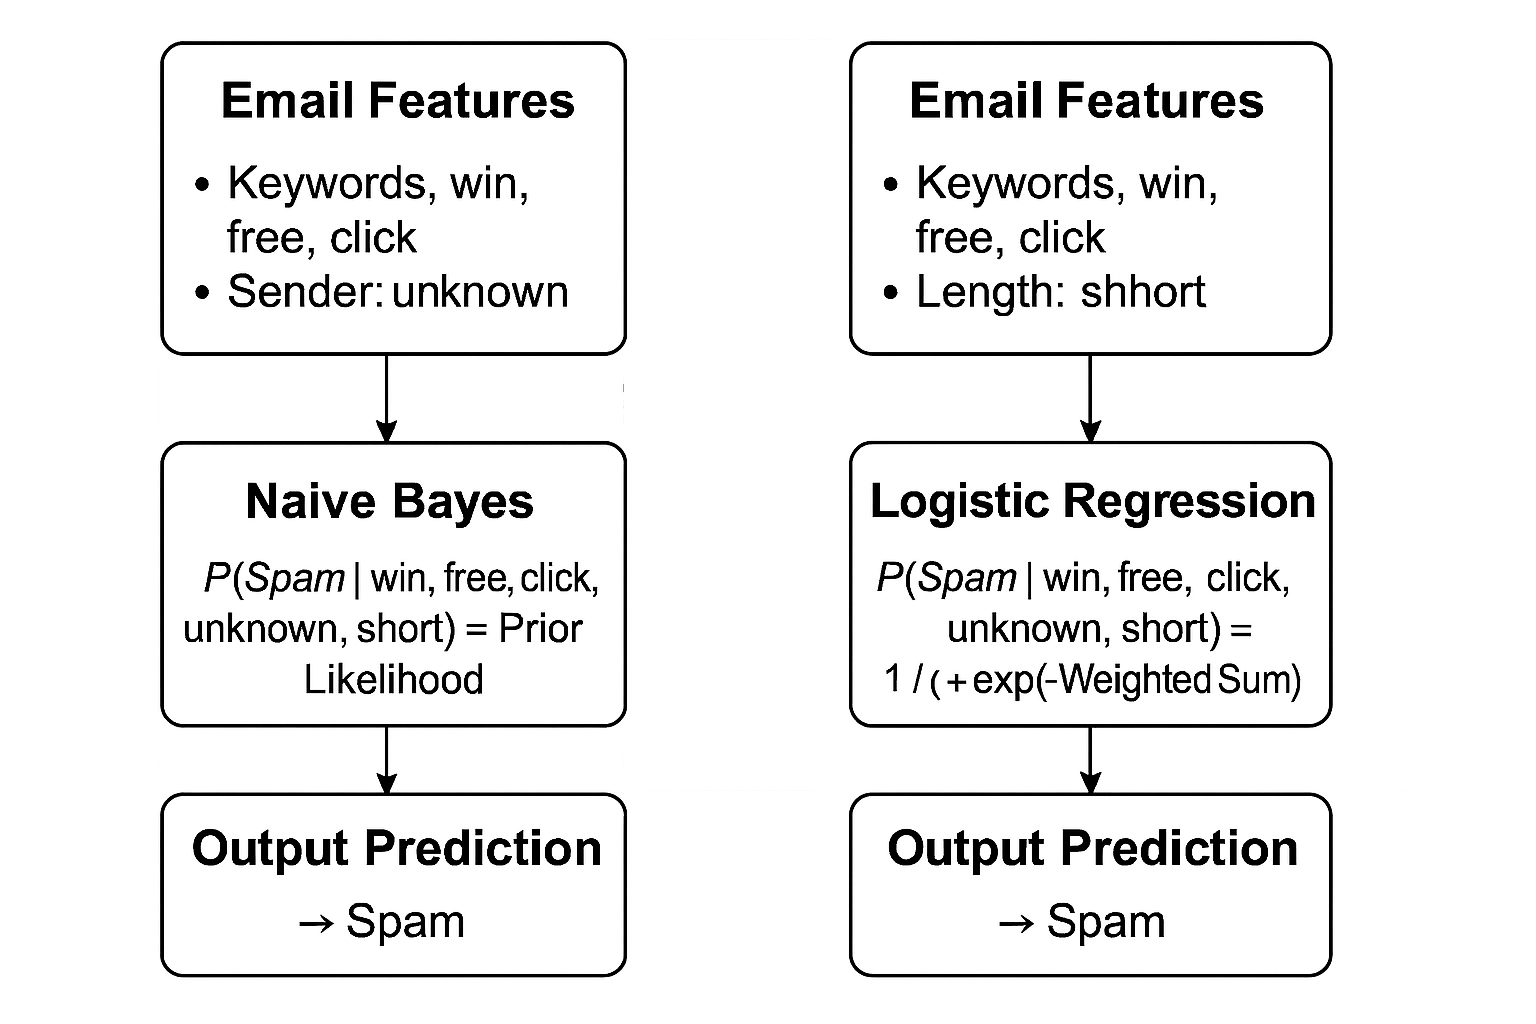 Email Features
• Keywords, win,
free, click
• Sender: unknown
Naive Bayes
P(Spam | win, free, click,
unknown, short) = Prior
Likelihood
Output Prediction
→ Spam
Email Features
• Keywords, win,
free, click
• Length: shhort
Logistic Regression
P(Spam | win, free, click,
unknown, short) =
1 / ( + exp(-Weighted Sum)
Output Prediction
→ Spam